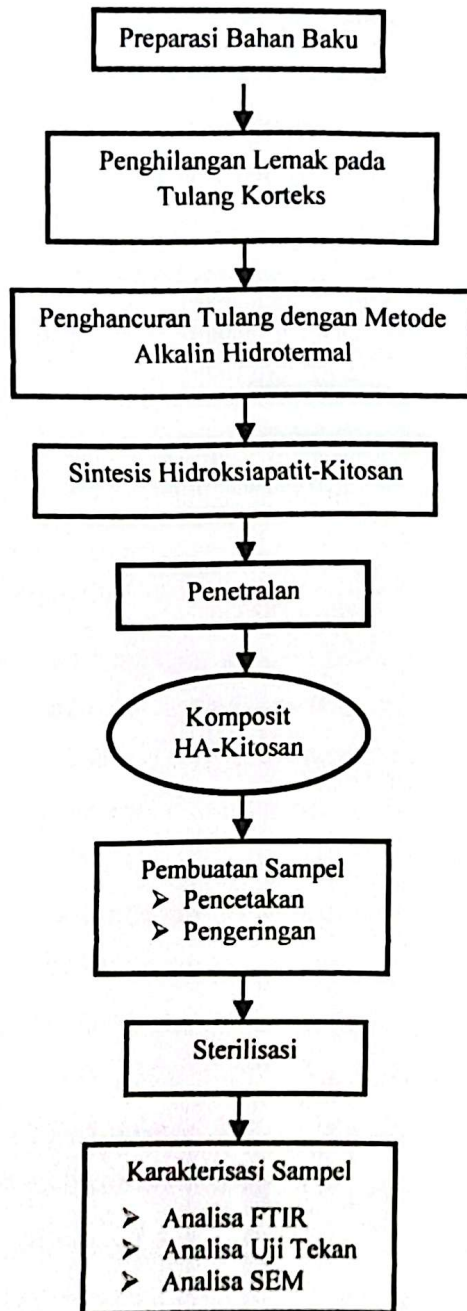 Preparasi Bahan Baku
Penghilangan Lemak pada
Tulang Korteks
Penghancuran Tulang dengan Metode
Alkalin Hidrotermal
Sintesis Hidroksiapatit-Kitosan
Penetralan
Komposit
HA-Kitosan
Pembuatan Sampel
➢ Pencetakan
➢ Pengeringan
Sterilisasi
Karakterisasi Sampel
➢ Analisa FTIR
➢ Analisa Uji Tekan
➢ Analisa SEM